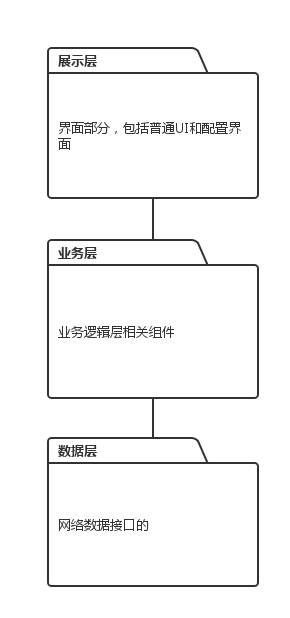 展示层
界面部分，包括普通UI和配置界
面
业务层
业务逻辑层相关组件
数据层
网络数据接口的